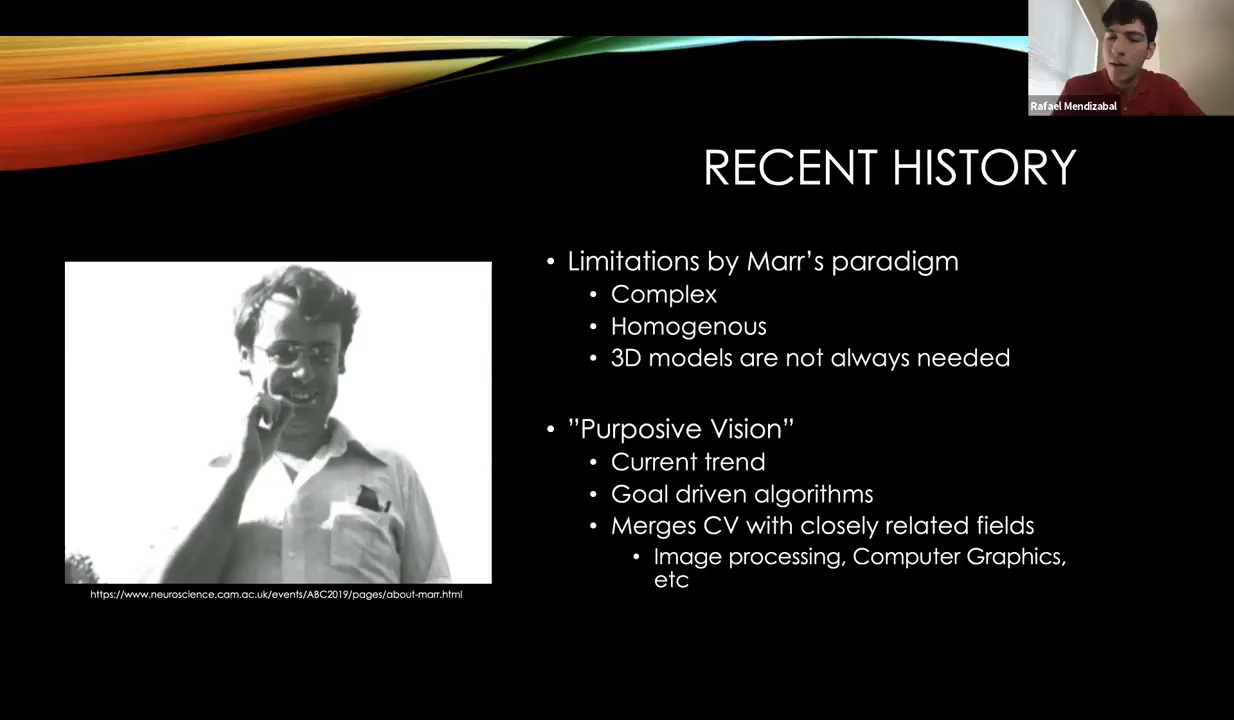 Rafael Mendizabal
RECENT HISTORY
• Limitations by Marr’s paradigm
• Complex
• Homogenous
• 3D models are not always needed
• ”Purposive Vision”
• Current trend
• Goal driven algorithms
• Merges CV with closely related fields
• Image processing, Computer Graphics,
etc
https://www.neuroscience.cam.ac.uk/events/ABC2019/pages/about-marr.html